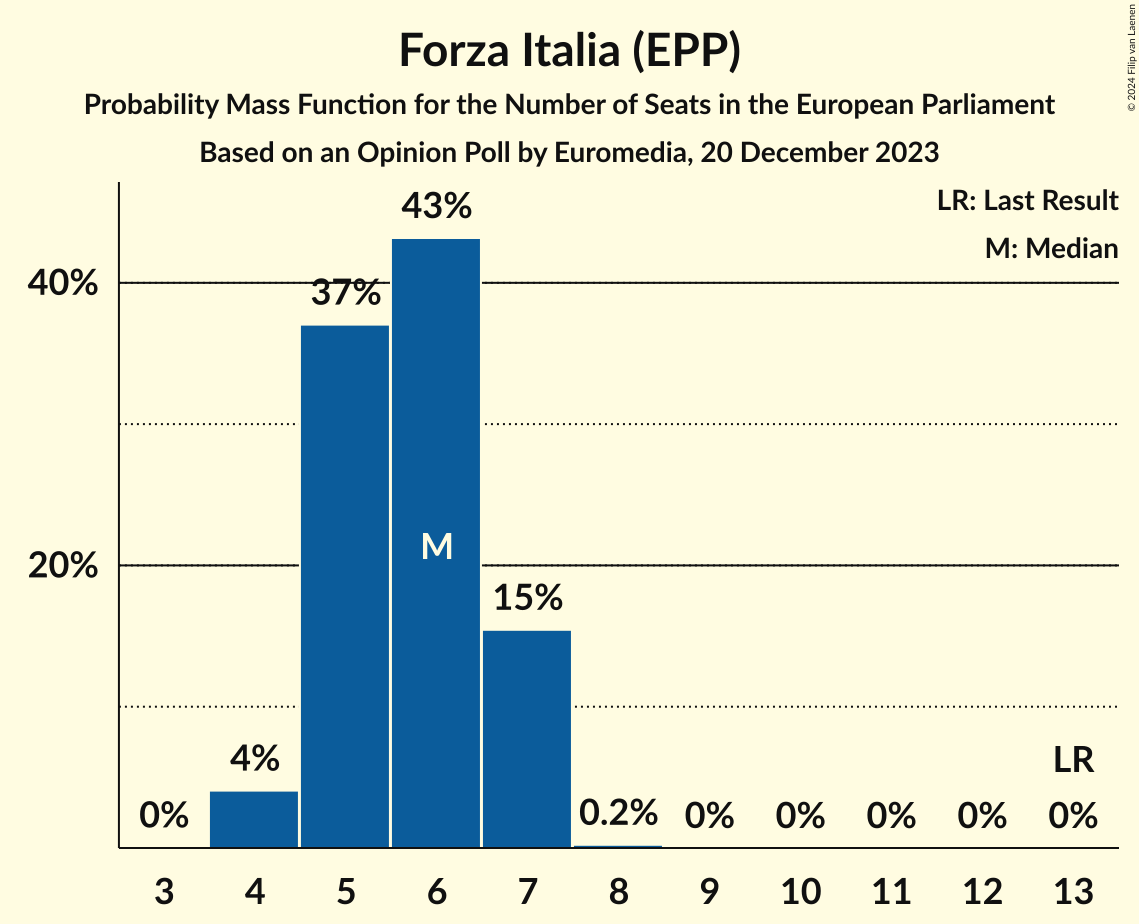 Forza Italia (EPP)
Probability Mass Function for the Number of Seats in the European Parliament
Based on an Opinion Poll by Euromedia, 20 December 2023
© 2024 Filip van Laenen
LR: Last Result
M: Median
40%
20%
0%
4%
37%
43%
M
15%
0.2%
0%
0%
0%
0%
LR
0%
3 4 5 6 7 8 9 10 11 12 13